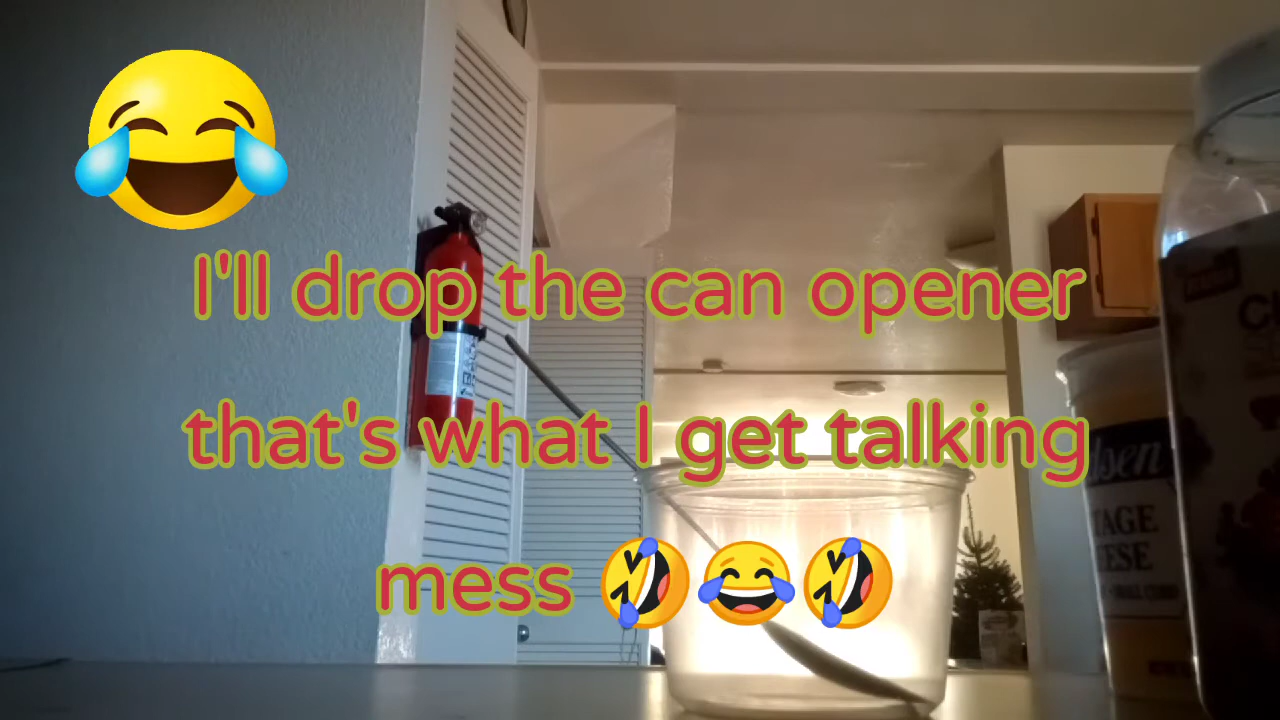 I'll drop the can opener
that's what I get talking
mess 🤣😂🤣